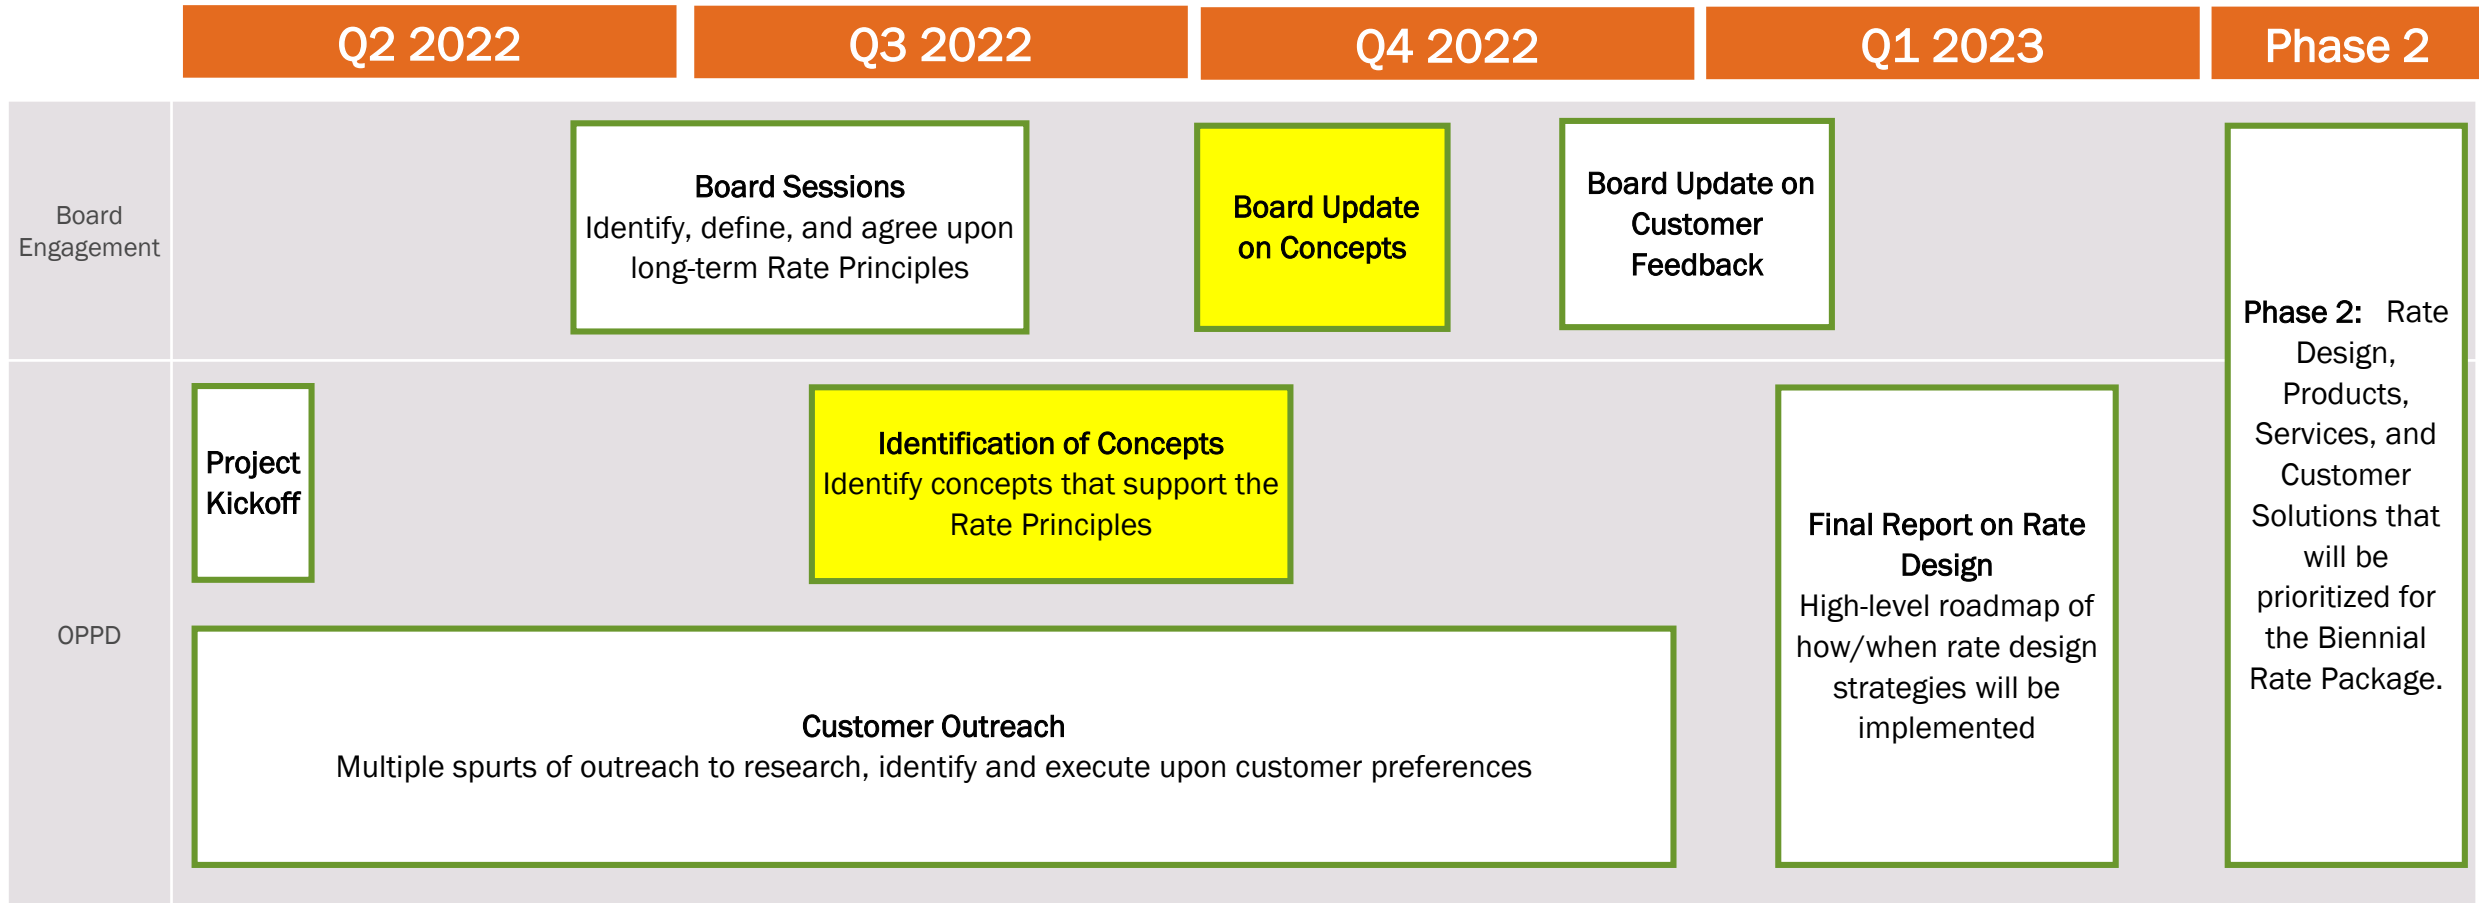 Q2 2022
Q3 2022
Q4 2022
Q1 2023
Phase 2
Board
Engagement
Board Sessions
Identify, define, and agree upon
long-term Rate Principles
Board Update
on Concepts
Board Update on
Customer
Feedback
Phase 2: Rate
Design,
Products,
Services, and
Customer
Solutions that
will be
prioritized for
the Biennial
Rate Package.
OPPD
Project
Kickoff
Identification of Concepts
Identify concepts that support the
Rate Principles
Final Report on Rate
Design
High-level roadmap of
how/when rate design
strategies will be
implemented
Customer Outreach
Multiple spurts of outreach to research, identify and execute upon customer preferences